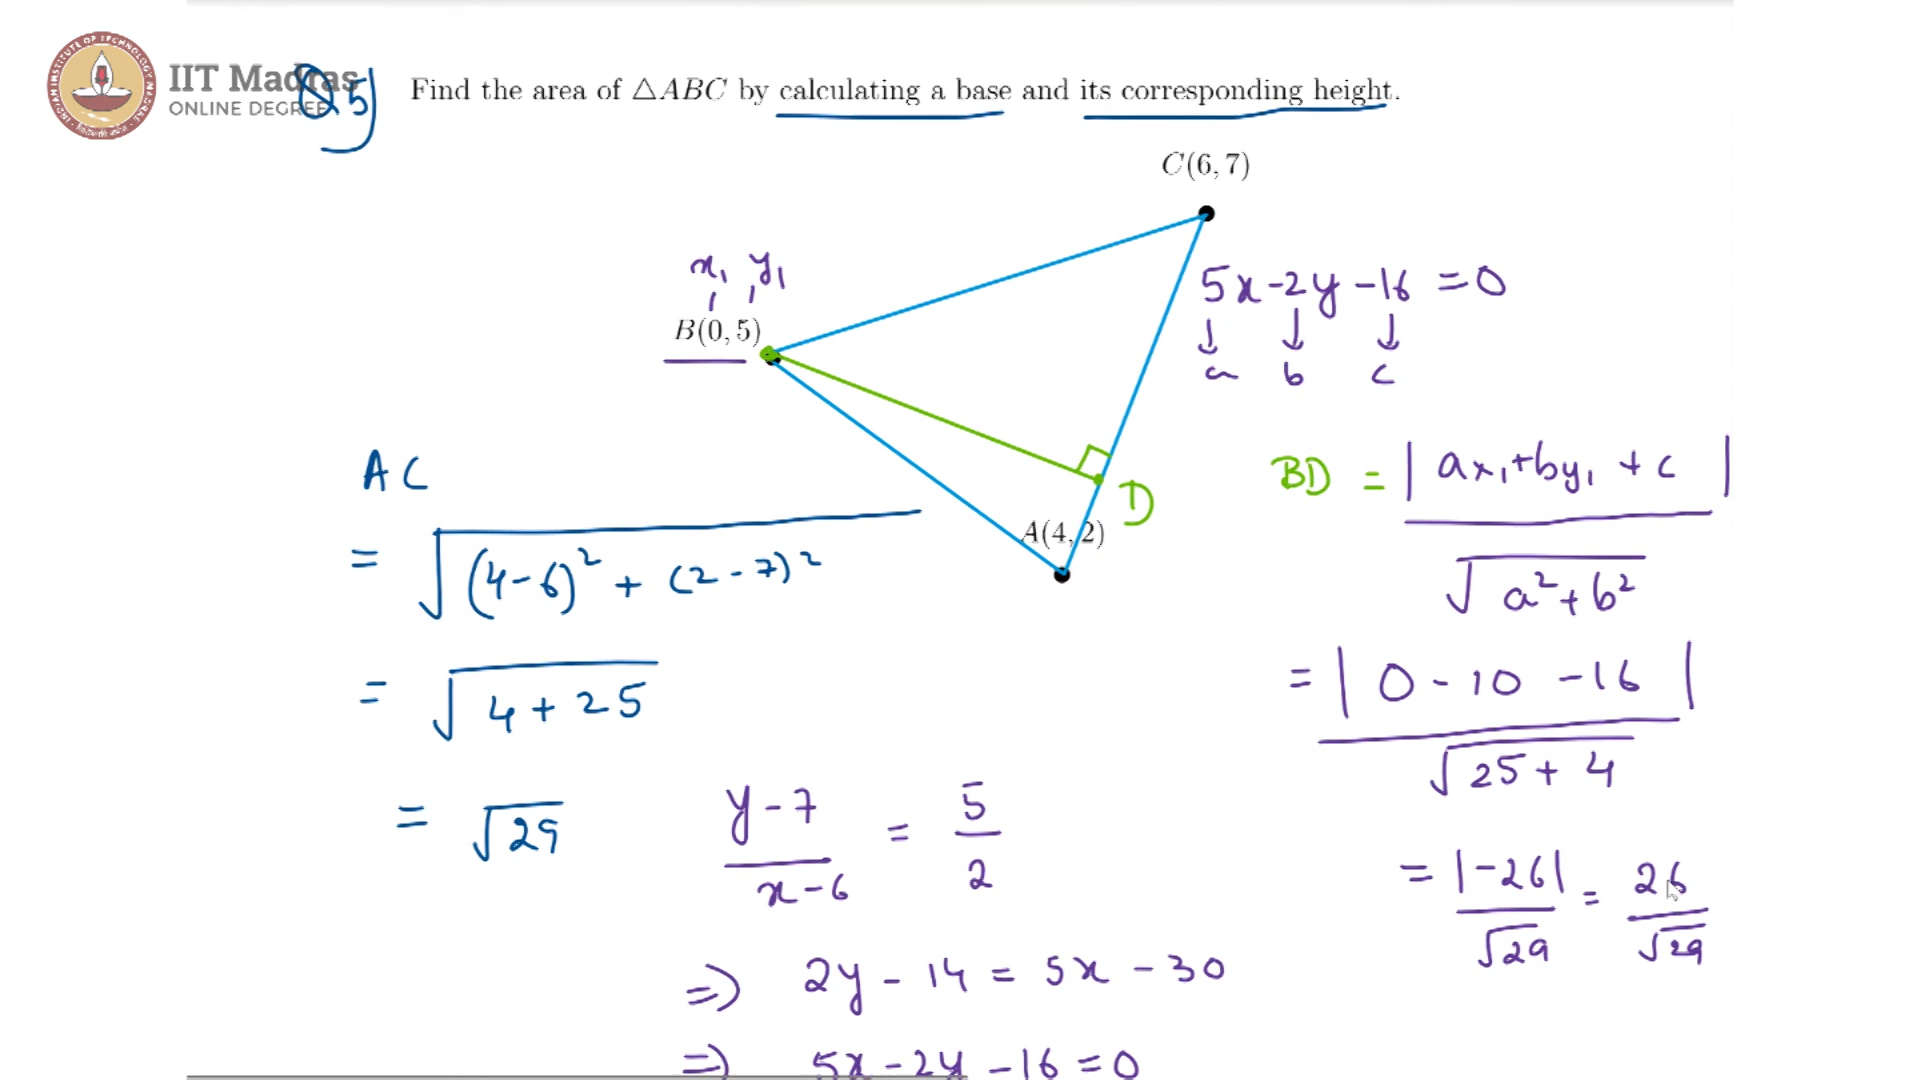 IIT Madras
ONLINE DEGREE
Q5)
Find the area of △ABC by calculating a base and its corresponding height.
C(6, 7)
x₁, y₁
B(0, 5)
5x - 2y - 16 = 0
a b c
A(4, 2)
D
AC
= √((4-6)² + (2-7)²)
= √(4 + 25)
= √29
(y-7)/(x-6) = 5/2
⇒ 2y - 14 = 5x - 30
⇒ 5x - 2y - 16 = 0
BD = |ax₁ + by₁ + c| / √(a² + b²)
= |0 - 10 - 16| / √(25 + 4)
= |-26| / √29 = 26 / √29